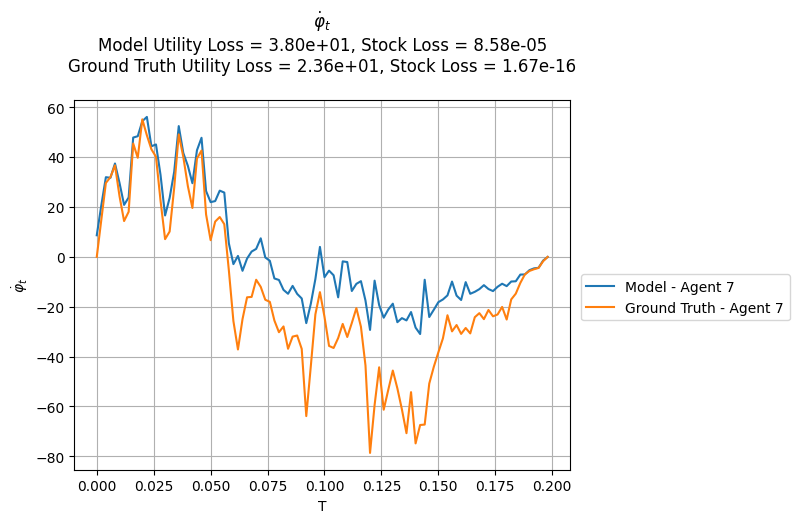 φ̇ₜ
Model Utility Loss = 3.80e+01, Stock Loss = 8.58e-05
Ground Truth Utility Loss = 2.36e+01, Stock Loss = 1.67e-16
60
40
20
0
−20
−40
−60
−80
φ̇ₜ
0.000
0.025
0.050
0.075
0.100
0.125
0.150
0.175
0.200
T
Model - Agent 7
Ground Truth - Agent 7